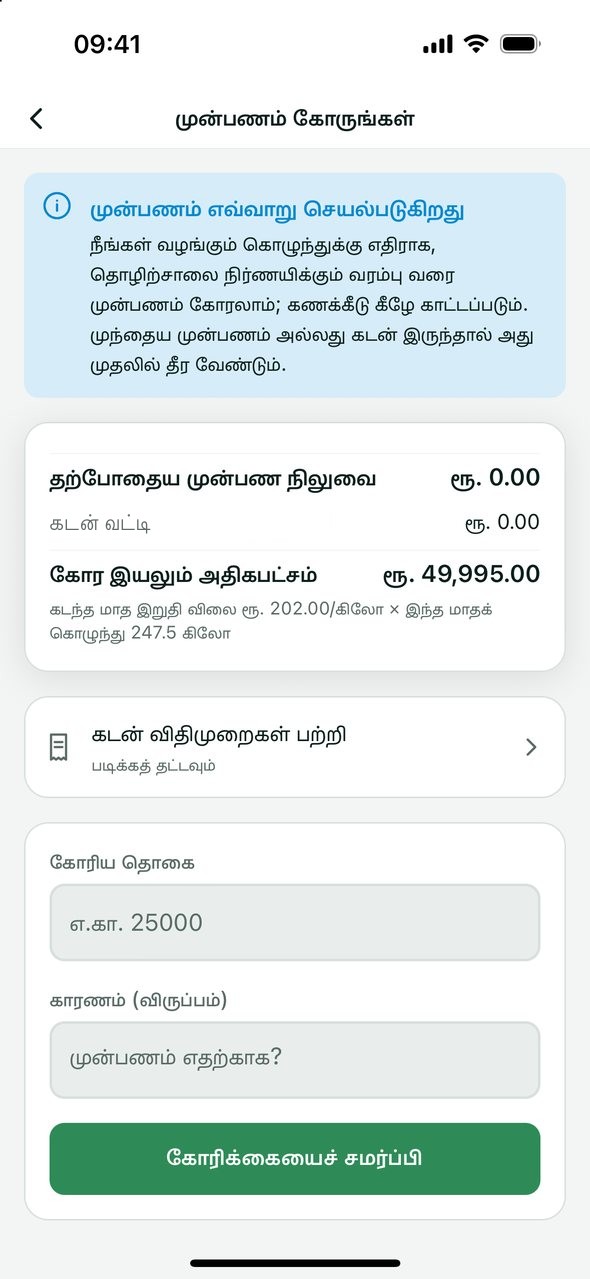 09:41
முன்பணம் கோருங்கள்
முன்பணம் எவ்வாறு செயல்படுகிறது
நீங்கள் வழங்கும் கொழுந்துக்கு எதிராக,
தொழிற்சாலை நிர்ணயிக்கும் வரம்பு வரை
முன்பணம் கோரலாம்; கணக்கீடு கீழே காட்டப்படும்.
முந்தைய முன்பணம் அல்லது கடன் இருந்தால் அது
முதலில் தீர வேண்டும்.
தற்போதைய முன்பண நிலுவை ரூ. 0.00
கடன் வட்டி ரூ. 0.00
கோர இயலும் அதிகபட்சம் ரூ. 49,995.00
கடந்த மாத இறுதி விலை ரூ. 202.00/கிலோ × இந்த மாதக்
கொழுந்து 247.5 கிலோ
கடன் விதிமுறைகள் பற்றி
படிக்கத் தட்டவும்
கோரிய தொகை
எ.கா. 25000
காரணம் (விருப்பம்)
முன்பணம் எதற்காக?
கோரிக்கையைச் சமர்ப்பி